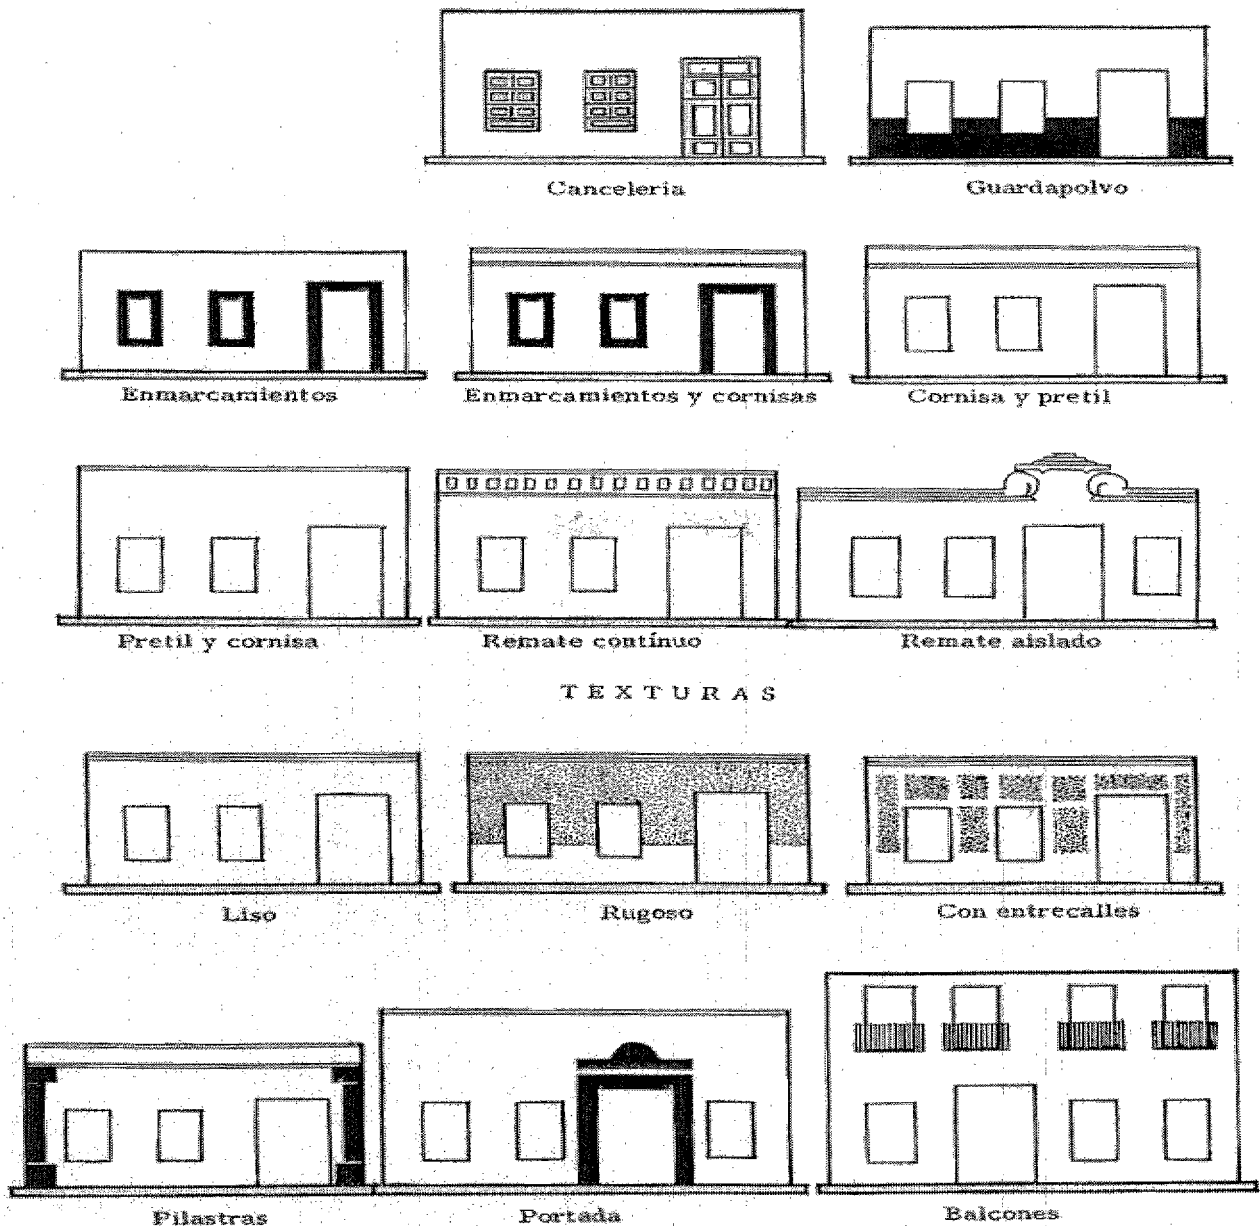 Canceleria
Guardapolvo
Enmarcamientos
Enmarcamientos y cornisas
Cornisa y pretil
Pretil y cornisa
Remate contínuo
Remate aislado
TEXTURAS
Liso
Rugoso
Con entrecalles
Pilastras
Portada
Balcones